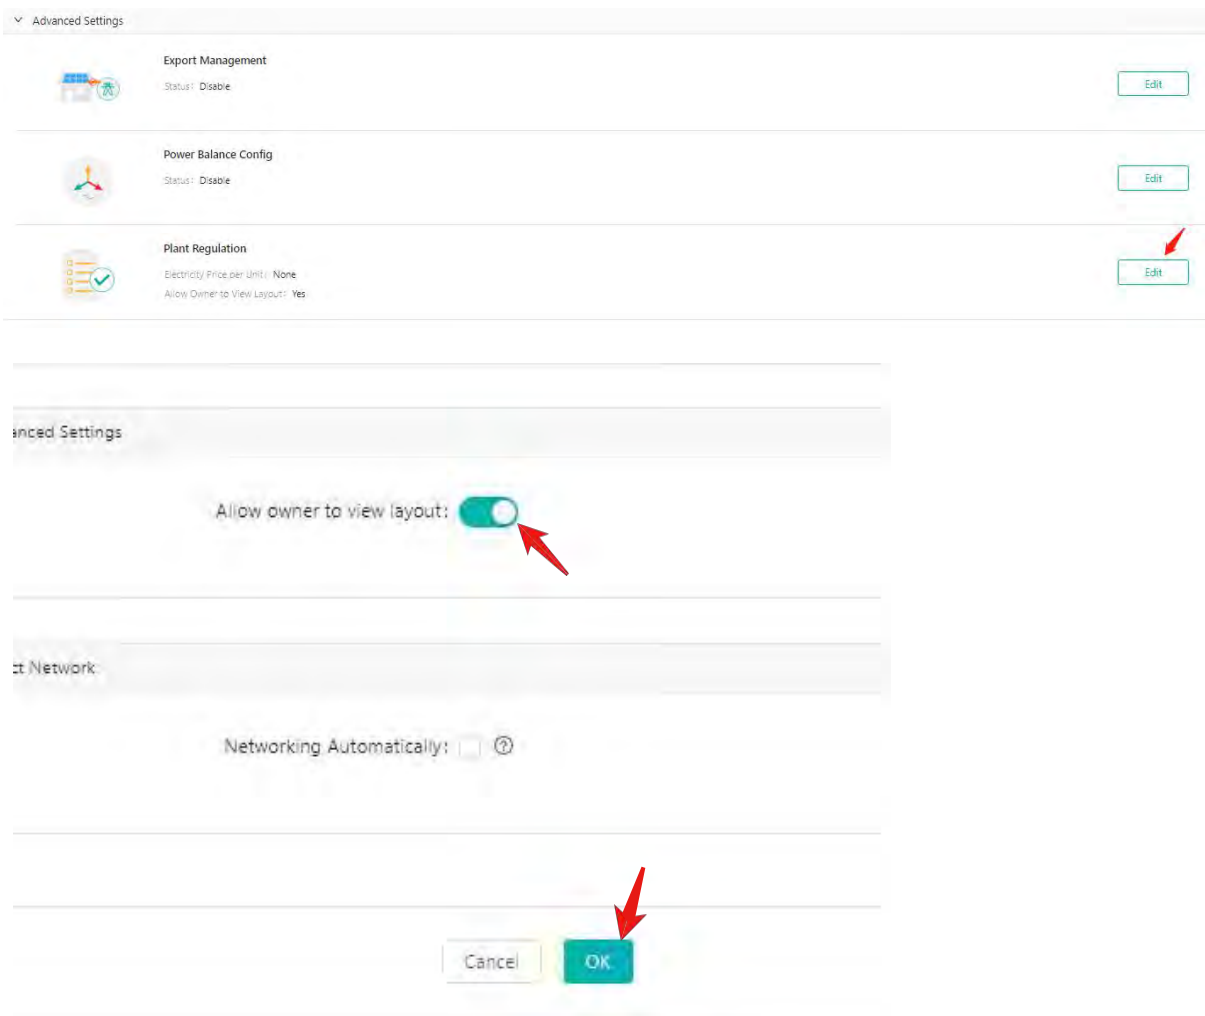 Advanced Settings
Export Management
Status: Disable
Edit
Power Balance Config
Status: Disable
Edit
Plant Regulation
Electricity Price per Unit: None
Allow Owner to View Layout: Yes
Edit
anced Settings
Allow owner to view layout:
ct Network
Networking Automatically: ?
Cancel
OK